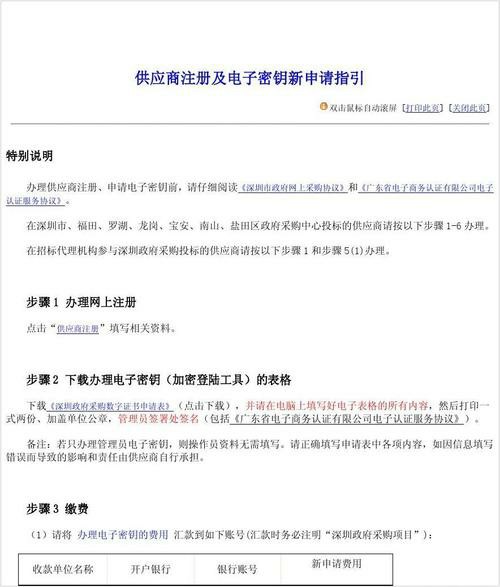 供应商注册及电子密钥新申请指引
双击鼠标自动滚屏 [打印此页] [关闭此页]
特别说明
办理供应商注册、申请电子密钥前,请仔细阅读《深圳市政府网上采购协议》和《广东省电子商务认证有限公司电子
认证服务协议》。
在深圳市、福田、罗湖、龙岗、宝安、南山、盐田区政府采购中心投标的供应商请按以下步骤1-6办理。
在招标代理机构参与深圳政府采购投标的供应商请按以下步骤1和步骤5(1)办理。
步骤1 办理网上注册
点击“供应商注册”填写相关资料。
步骤2 下载办理电子密钥(加密登陆工具)的表格
下载《深圳政府采购数字证书申请表》(点击下载),并请在电脑上填写好电子表格的所有内容,然后打印一
式两份、加盖单位公章,管理员签署处签名(包括《广东省电子商务认证有限公司电子认证服务协议》)。
备注:若只办理管理员电子密钥,则操作员资料无需填写。请正确填写申请表中各项内容,如因信息填写
错误而导致的影响和责任由供应商自行承担。
步骤3 缴费
(1)请将 办理电子密钥的费用 汇款到如下账号(汇款时务必注明“深圳政府采购项目”):
收款单位名称 开户银行 银行账号 新申请费用